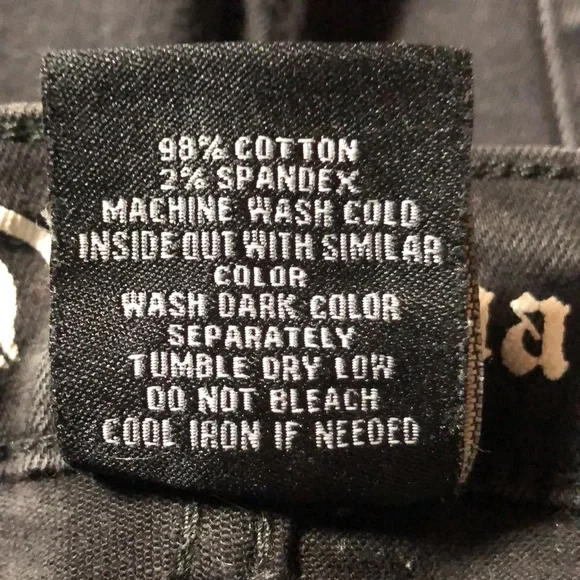 98% COTTON
2% SPANDEX
MACHINE WASH COLD
INSIDE OUT WITH SIMILAR
COLOR
WASH DARK COLOR
SEPARATELY
TUMBLE DRY LOW
DO NOT BLEACH
COOL IRON IF NEEDED